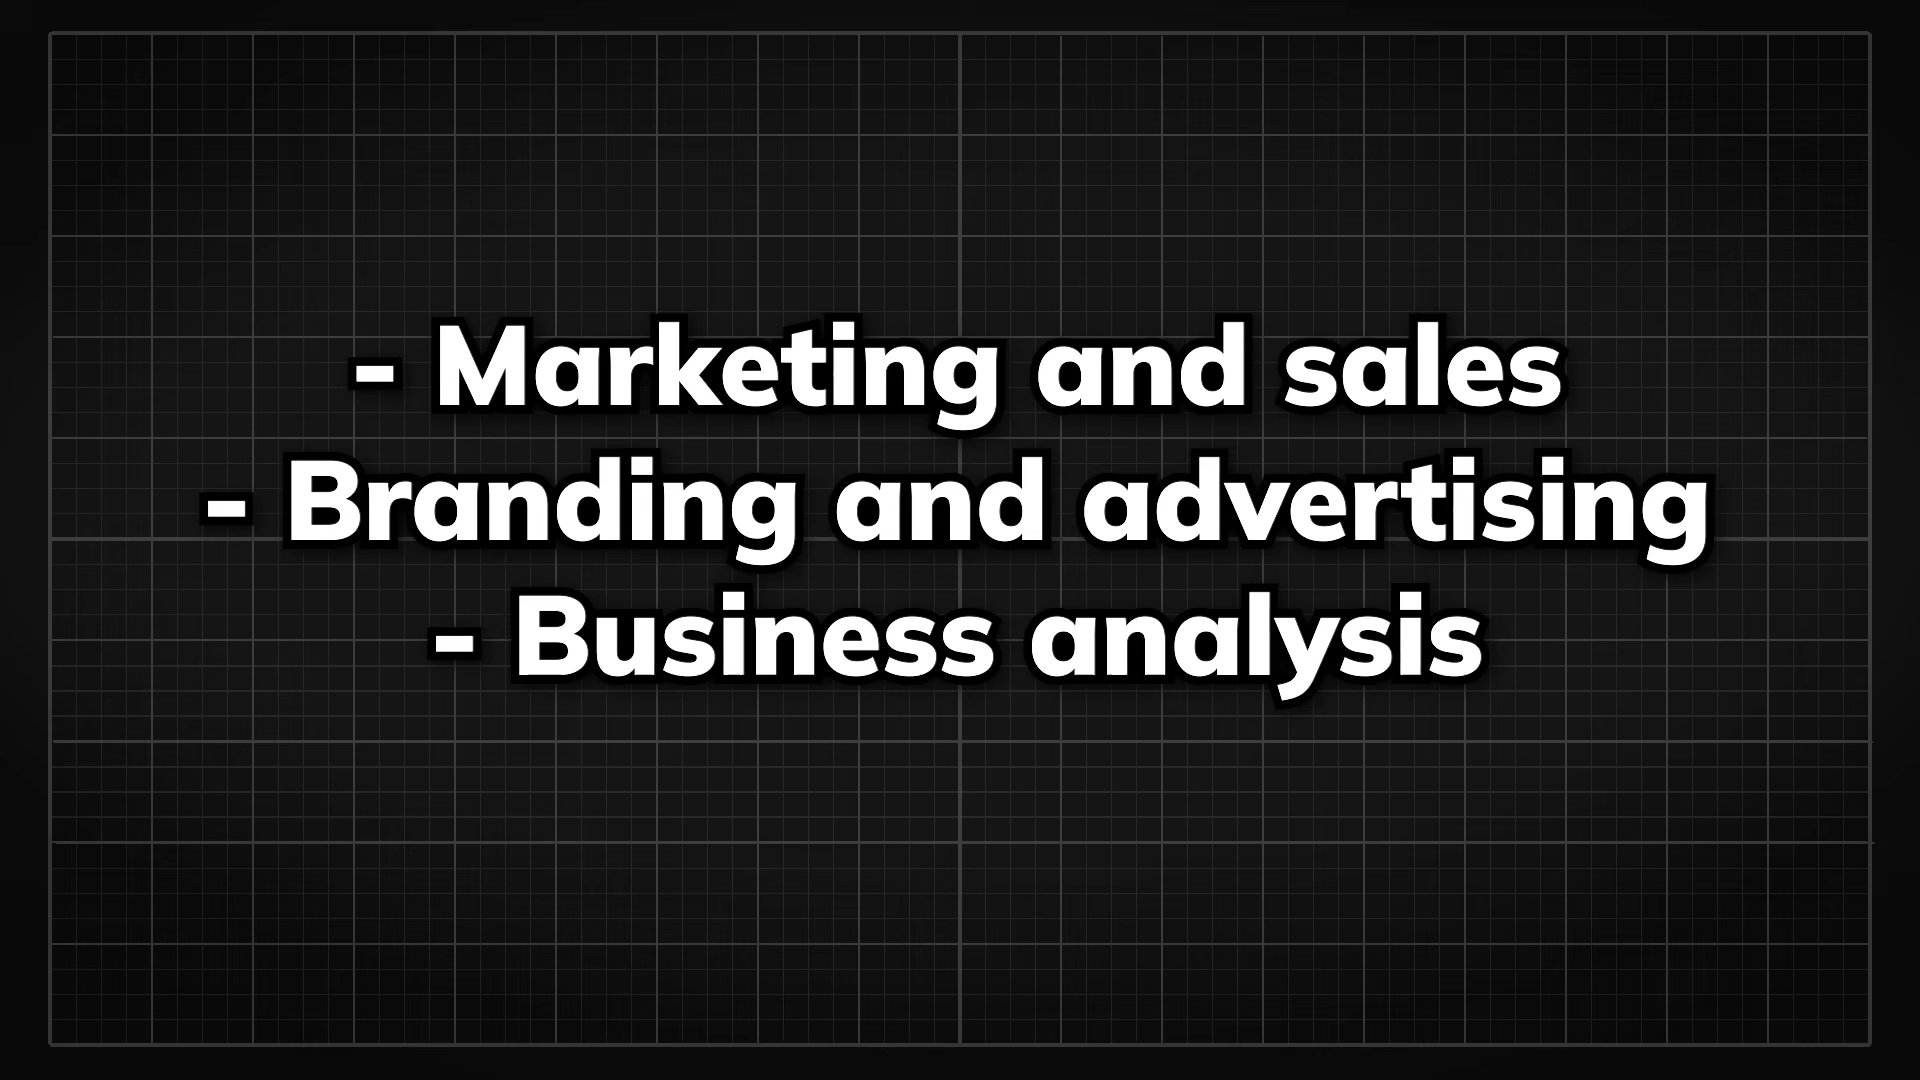 - Marketing and sales
- Branding and advertising
- Business analysis